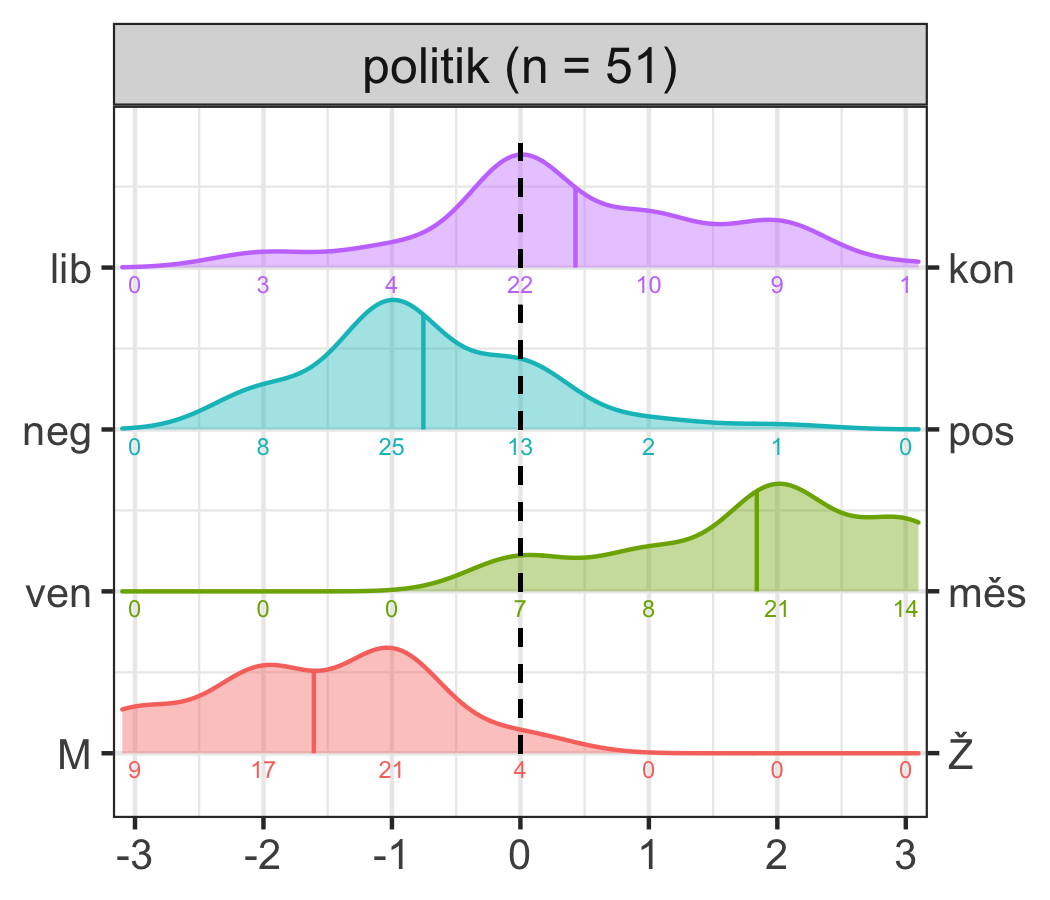 politik (n = 51)
lib kon
0 3 4 22 10 9 1
neg pos
0 8 25 13 2 1 0
ven měs
0 0 0 7 8 21 14
M Ž
9 17 21 4 0 0 0
-3 -2 -1 0 1 2 3